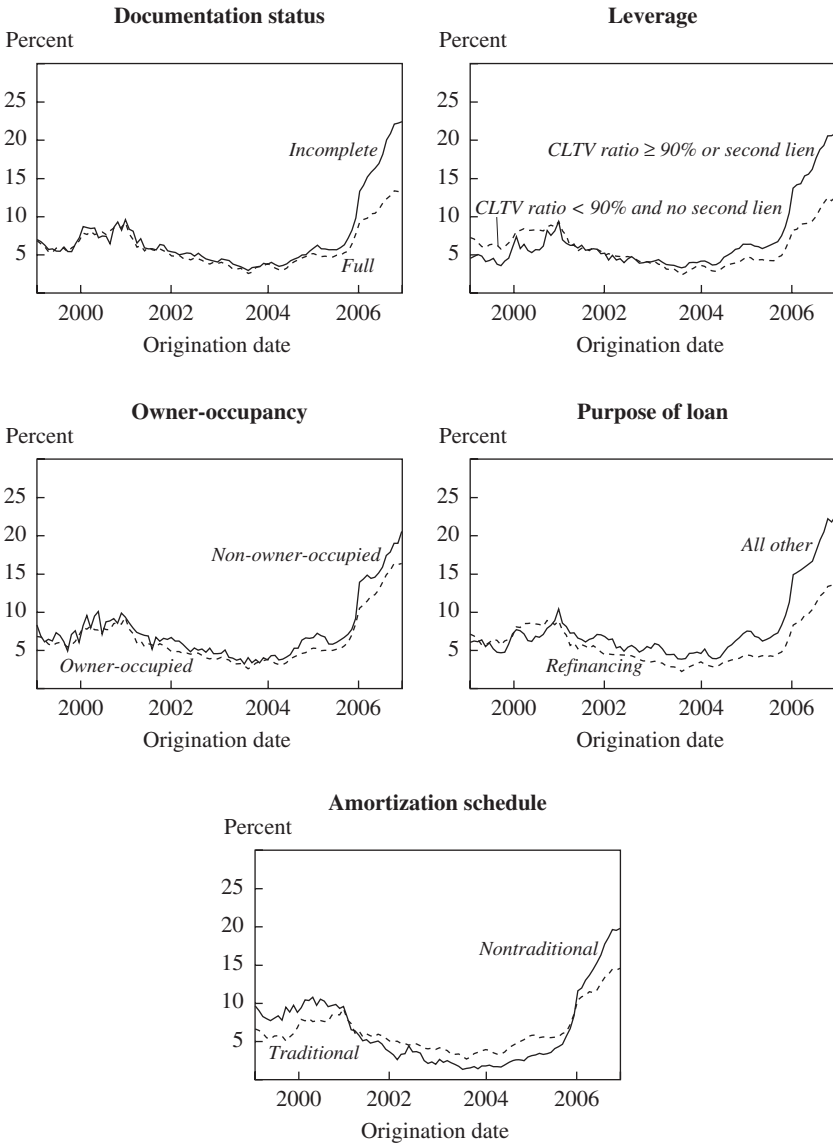 Documentation status
Percent
25
20
15
10
5
Incomplete
Full
2000 2002 2004 2006
Origination date
Leverage
Percent
25
20
15
10
5
CLTV ratio ≥ 90% or second lien
CLTV ratio < 90% and no second lien
2000 2002 2004 2006
Origination date
Owner-occupancy
Percent
25
20
15
10
5
Non-owner-occupied
Owner-occupied
2000 2002 2004 2006
Origination date
Purpose of loan
Percent
25
20
15
10
5
All other
Refinancing
2000 2002 2004 2006
Origination date
Amortization schedule
Percent
25
20
15
10
5
Nontraditional
Traditional
2000 2002 2004 2006
Origination date